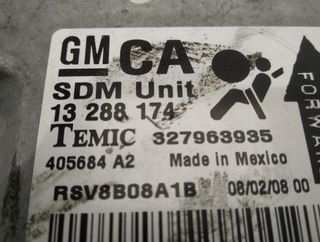 GM CA
SDM Unit
13 288 174
TEMIC 327963935
405684 A2 Made in Mexico
RSV8B08A1B 08/02/08 00
FORWARD